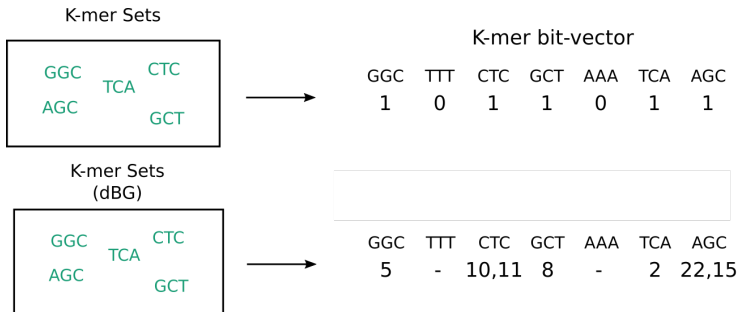 K-mer Sets
GGC TCA CTC
AGC GCT
K-mer bit-vector
GGC TTT CTC GCT AAA TCA AGC
1 0 1 1 0 1 1
K-mer Sets
(dBG)
GGC TCA CTC
AGC GCT
GGC TTT CTC GCT AAA TCA AGC
5 - 10,11 8 - 2 22,15